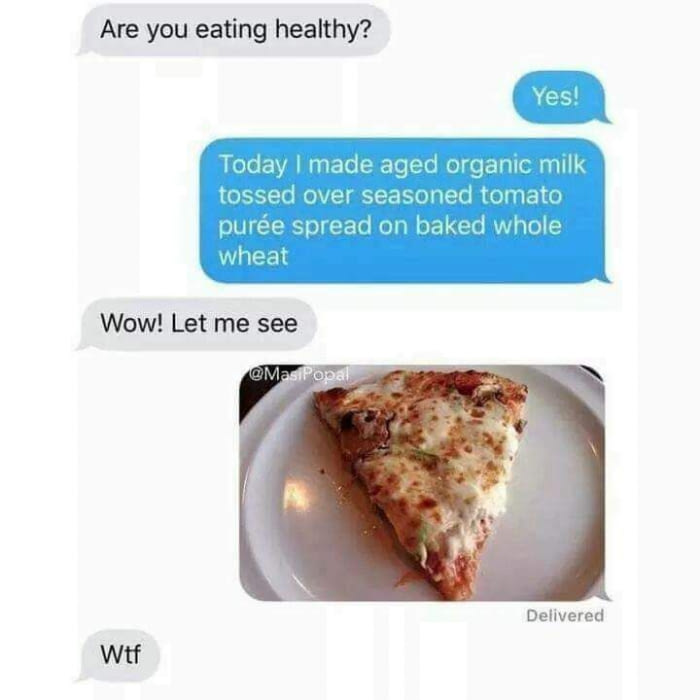 Are you eating healthy?
Yes!
Today I made aged organic milk
tossed over seasoned tomato
purée spread on baked whole
wheat
Wow! Let me see
@MasiPopal
Delivered
Wtf